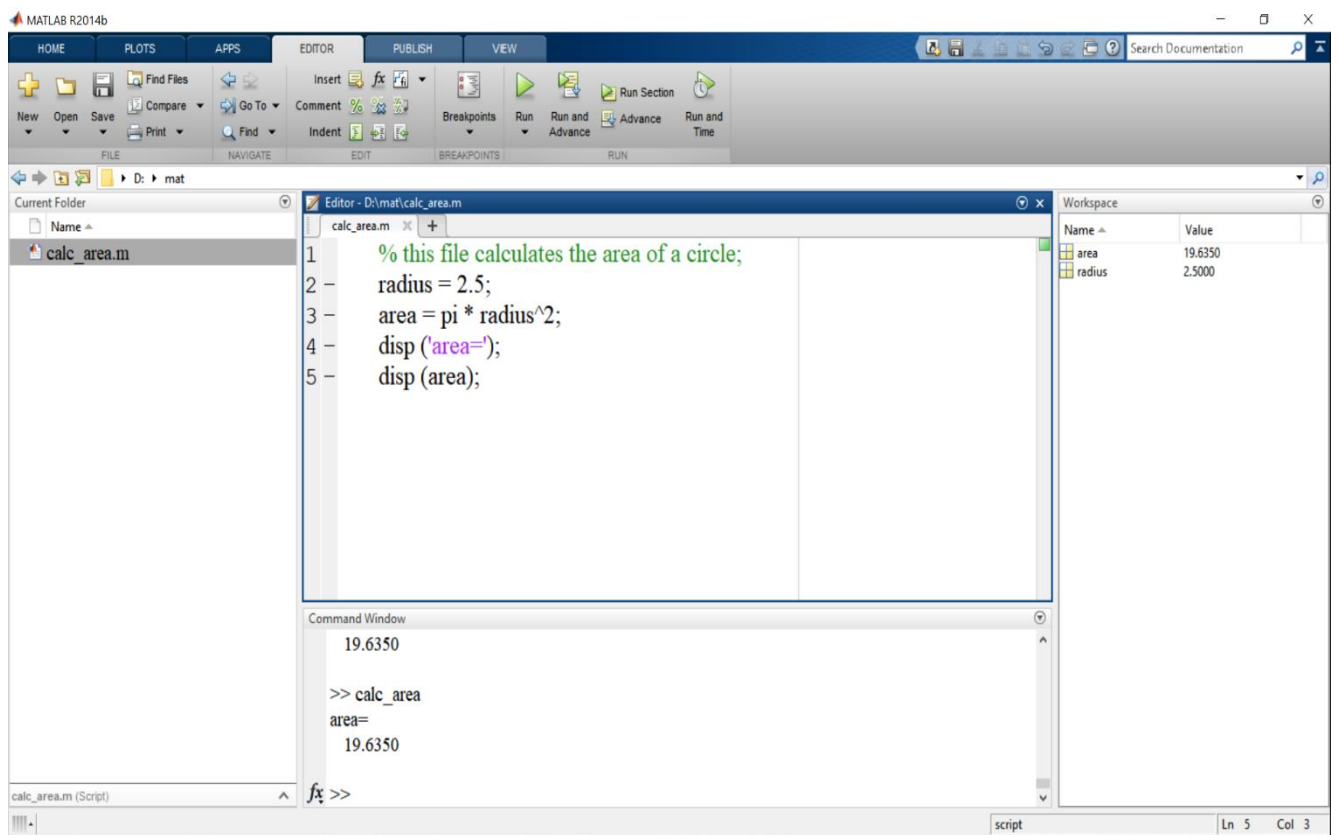 MATLAB R2014b
HOME PLOTS APPS EDITOR PUBLISH VIEW
Search Documentation
New Open Save
Find Files
Compare
Print
FILE
Go To
Find
NAVIGATE
Insert fx
Comment %
Indent
EDIT
Breakpoints
BREAKPOINTS
Run
Run and Advance
Run Section
Advance
Run and Time
RUN
D: mat
Current Folder
Name
calc_area.m
calc_area.m (Script)
Editor - D:\mat\calc_area.m
calc_area.m +
1 % this file calculates the area of a circle;
2 – radius = 2.5;
3 – area = pi * radius^2;
4 – disp ('area=');
5 – disp (area);
Command Window
19.6350
>> calc_area
area=
19.6350
fx >>
Workspace
Name Value
area 19.6350
radius 2.5000
script Ln 5 Col 3